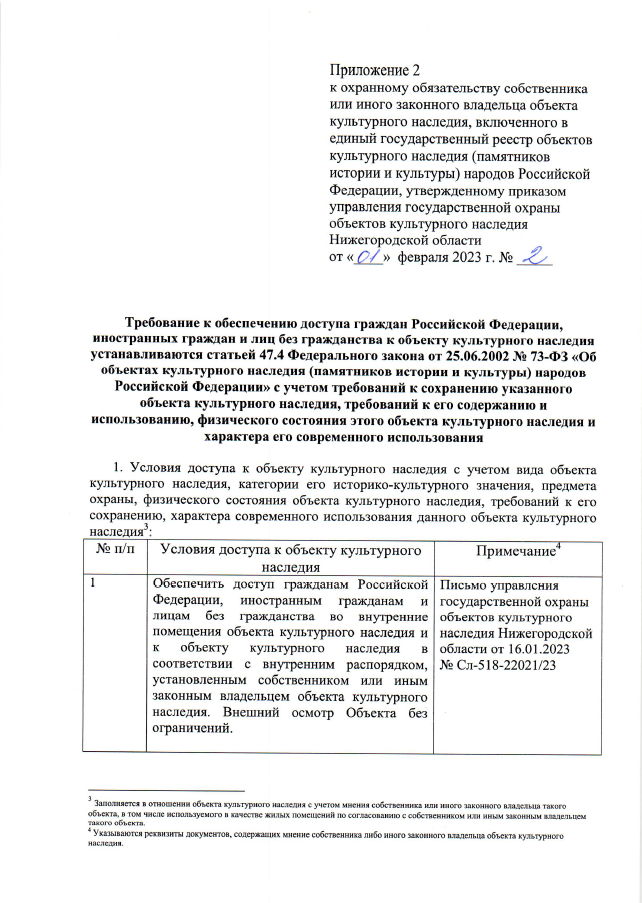 Приложение 2
к охранному обязательству собственника
или иного законного владельца объекта
культурного наследия, включенного в
единый государственный реестр объектов
культурного наследия (памятников
истории и культуры) народов Российской
Федерации, утвержденному приказом
управления государственной охраны
объектов культурного наследия
Нижегородской области
от «01» февраля 2023 г. № 2
Требование к обеспечению доступа граждан Российской Федерации,
иностранных граждан и лиц без гражданства к объекту культурного наследия
устанавливаются статьей 47.4 Федерального закона от 25.06.2002 № 73-ФЗ «Об
объектах культурного наследия (памятников истории и культуры) народов
Российской Федерации» с учетом требований к сохранению указанного
объекта культурного наследия, требований к его содержанию и
использованию, физического состояния этого объекта культурного наследия и
характера его современного использования
1. Условия доступа к объекту культурного наследия с учетом вида объекта
культурного наследия, категории его историко-культурного значения, предмета
охраны, физического состояния объекта культурного наследия, требований к его
сохранению, характера современного использования данного объекта культурного
наследия3:
№ п/п
Условия доступа к объекту культурного
наследия
Примечание4
1
Обеспечить доступ гражданам Российской
Федерации, иностранным гражданам и
лицам без гражданства во внутренние
помещения объекта культурного наследия и
к объекту культурного наследия в
соответствии с внутренним распорядком,
установленным собственником или иным
законным владельцем объекта культурного
наследия. Внешний осмотр Объекта без
ограничений.
Письмо управления
государственной охраны
объектов культурного
наследия Нижегородской
области от 16.01.2023
№ Сл-518-22021/23
3 Заполняется в отношении объекта культурного наследия с учетом мнения собственника или иного законного владельца такого
объекта, в том числе используемого в качестве жилых помещений по согласованию с собственником или иным законным владельцем
такого объекта.
4 Указываются реквизиты документов, содержащих мнение собственника либо иного законного владельца объекта культурного
наследия.